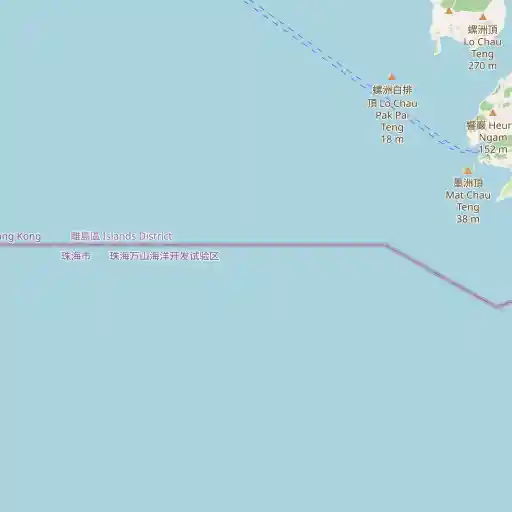 螺洲頂
Lo Chau
Teng
270 m
螺洲白排
頂 Lo Chau
Pak Pai
Teng
18 m
響巖 Heung
Ngam
152 m
墨洲頂
Mat Chau
Teng
38 m
ong Kong 離島區 Islands District
珠海市 珠海万山海洋开发试验区